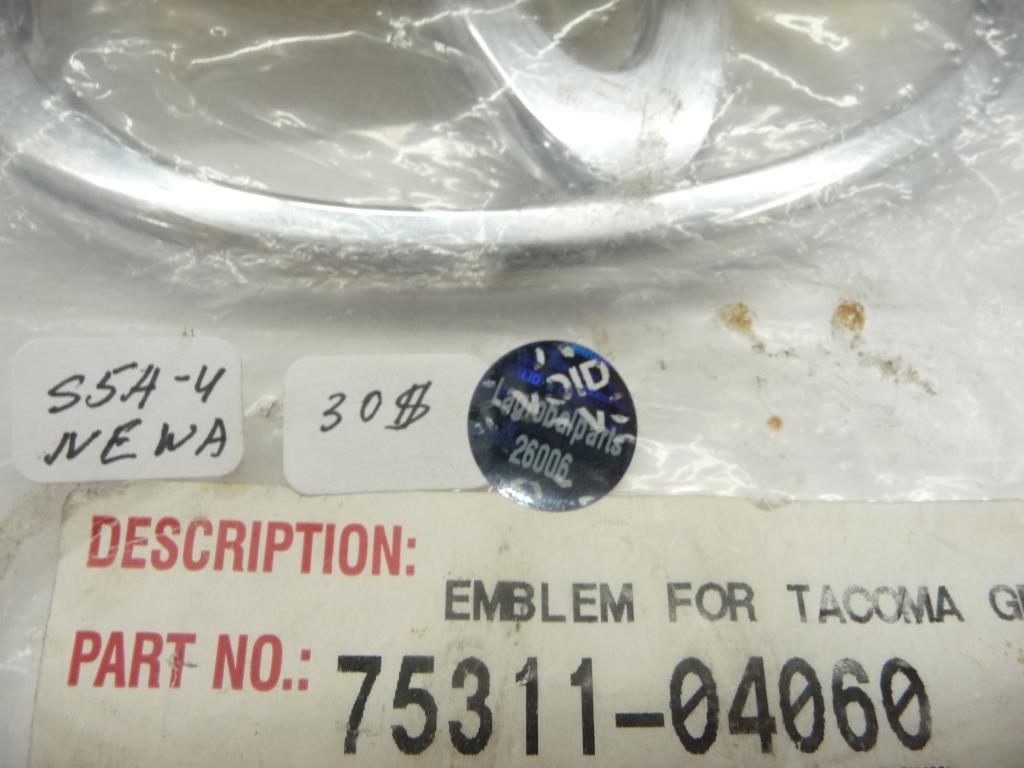 S5A-4
NEWA
30$
VOID
Laglobalparts
26006
DESCRIPTION:
EMBLEM FOR TACOMA
PART NO.:
75311-04060